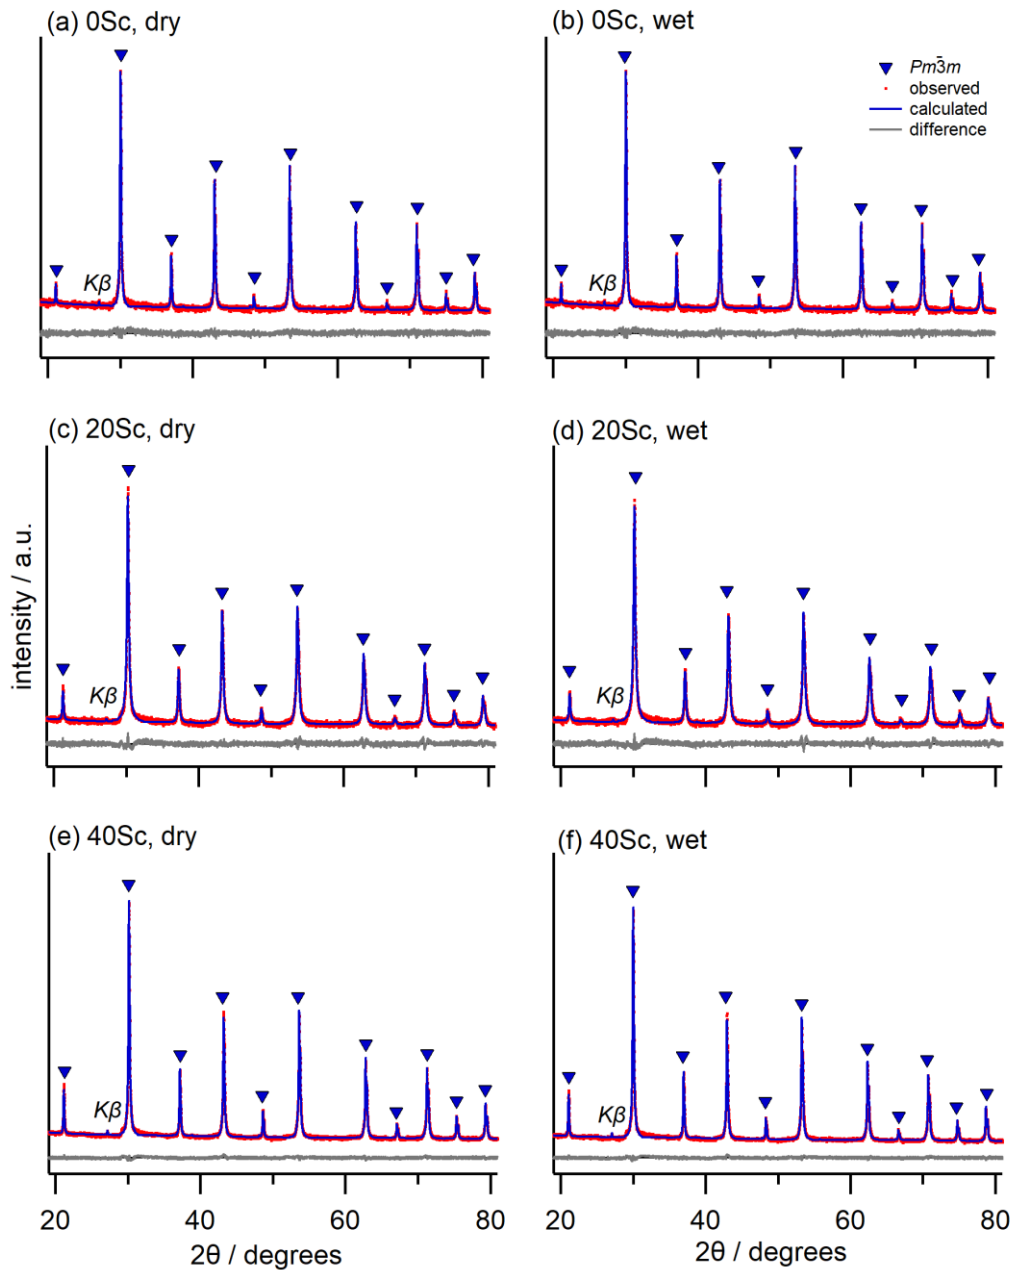 (a) 0Sc, dry
(b) 0Sc, wet
Pm3̄m
observed
calculated
difference
Kβ
Kβ
(c) 20Sc, dry
(d) 20Sc, wet
Kβ
Kβ
intensity / a.u.
(e) 40Sc, dry
(f) 40Sc, wet
Kβ
Kβ
20 40 60 80
20 40 60 80
2θ / degrees
2θ / degrees